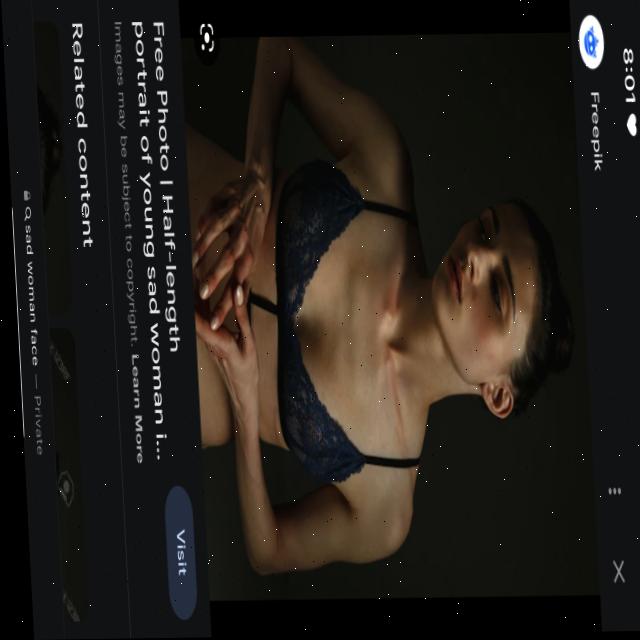 8:01
Freepik
Free Photo | Half-length
portrait of young sad woman i...
Images may be subject to copyright. Learn More
Visit
Related content
sad woman face — Private